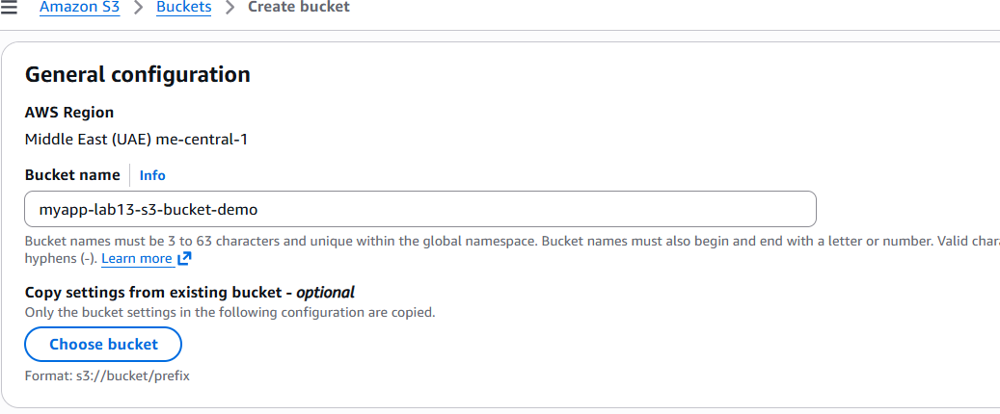 Amazon S3 > Buckets > Create bucket
General configuration
AWS Region
Middle East (UAE) me-central-1
Bucket name Info
myapp-lab13-s3-bucket-demo
Bucket names must be 3 to 63 characters and unique within the global namespace. Bucket names must also begin and end with a letter or number. Valid
hyphens (-). Learn more
Copy settings from existing bucket - optional
Only the bucket settings in the following configuration are copied.
Choose bucket
Format: s3://bucket/prefix